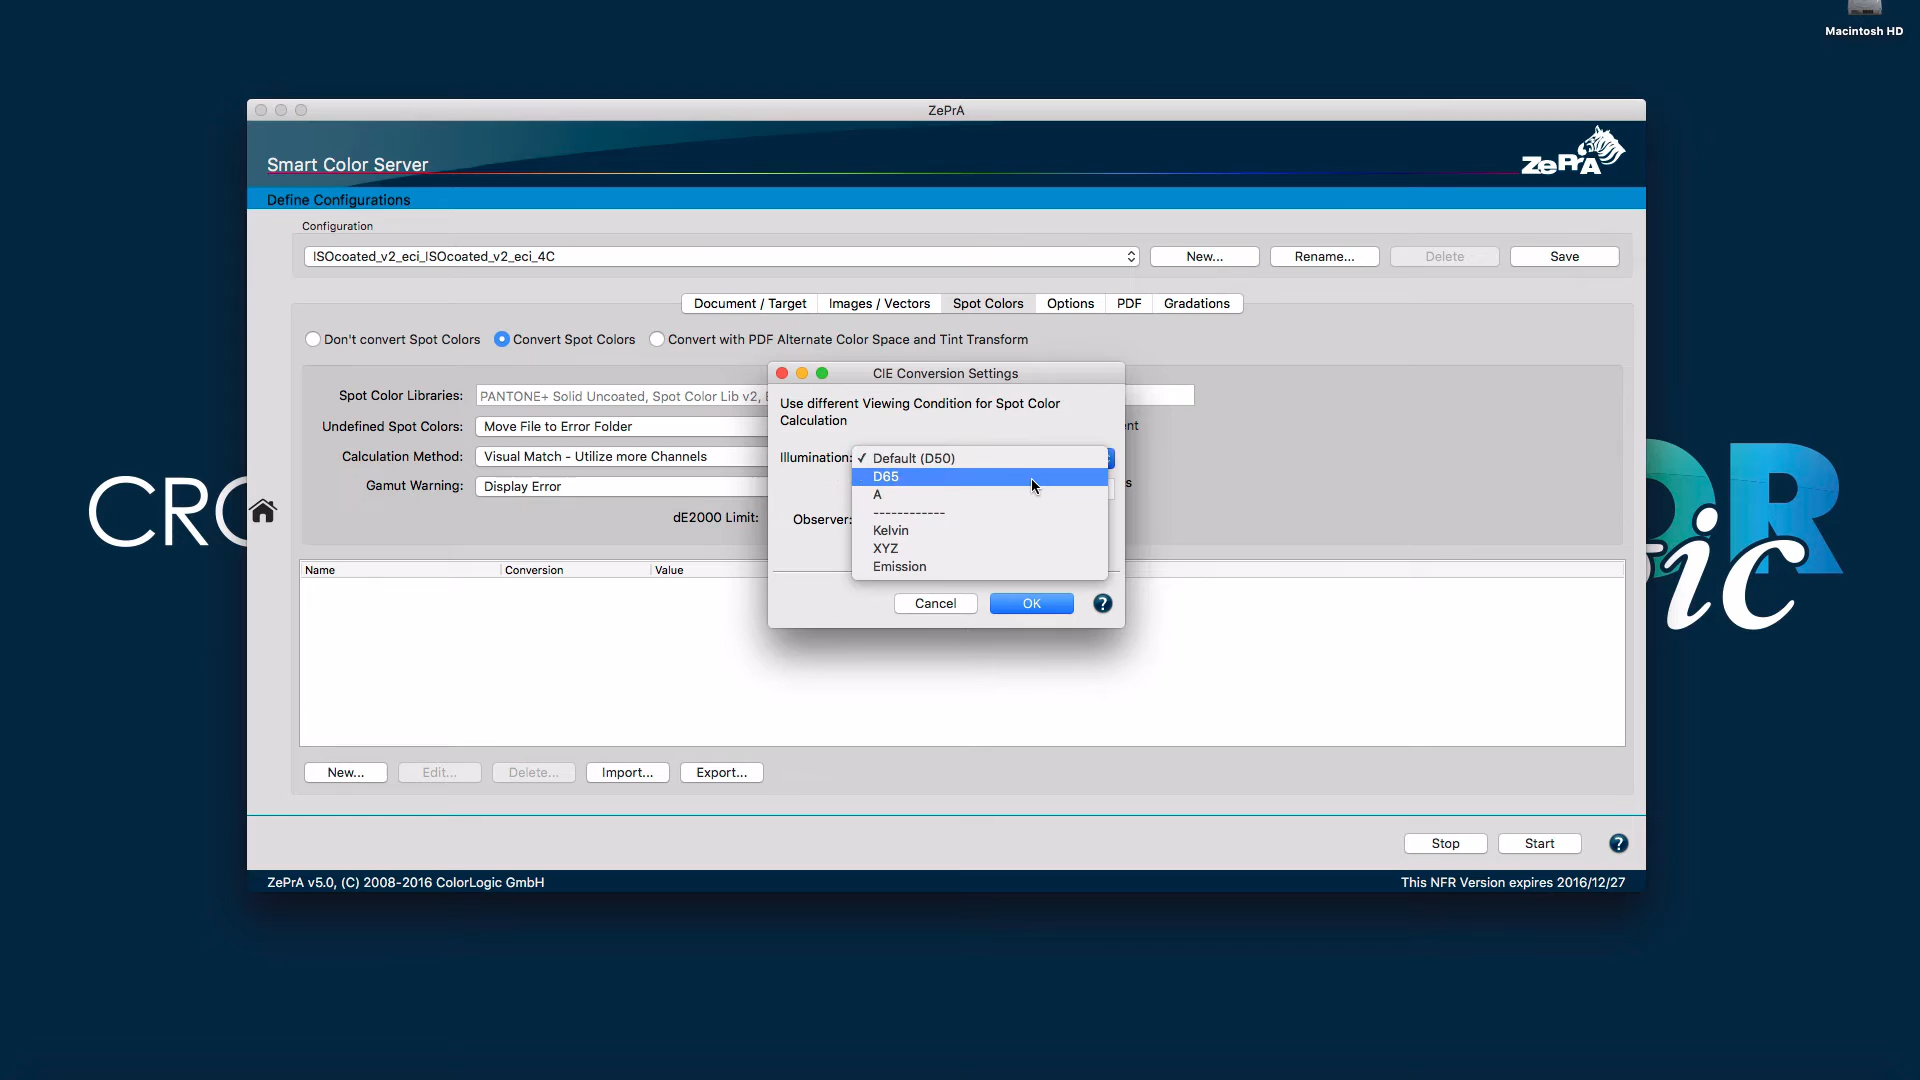 Macintosh HD
ZePrA
Smart Color Server
ZePrA
Define Configurations
Configuration
ISOcoated_v2_eci_ISOcoated_v2_eci_4C
New...
Rename...
Delete
Save
Document / Target
Images / Vectors
Spot Colors
Options
PDF
Gradations
Don't convert Spot Colors
Convert Spot Colors
Convert with PDF Alternate Color Space and Tint Transform
CIE Conversion Settings
Use different Viewing Condition for Spot Color
Calculation
Spot Color Libraries:
PANTONE+ Solid Uncoated, Spot Color Lib v2,
Undefined Spot Colors:
Move File to Error Folder
Calculation Method:
Visual Match - Utilize more Channels
Gamut Warning:
Display Error
dE2000 Limit:
Illumination:
✓ Default (D50)
D65
A
------------
Kelvin
XYZ
Emission
Observer:
Cancel
OK
?
Name
Conversion
Value
New...
Edit...
Delete...
Import...
Export...
Stop
Start
?
ZePrA v5.0, (C) 2008-2016 ColorLogic GmbH
This NFR Version expires 2016/12/27
CRO
OR
ic